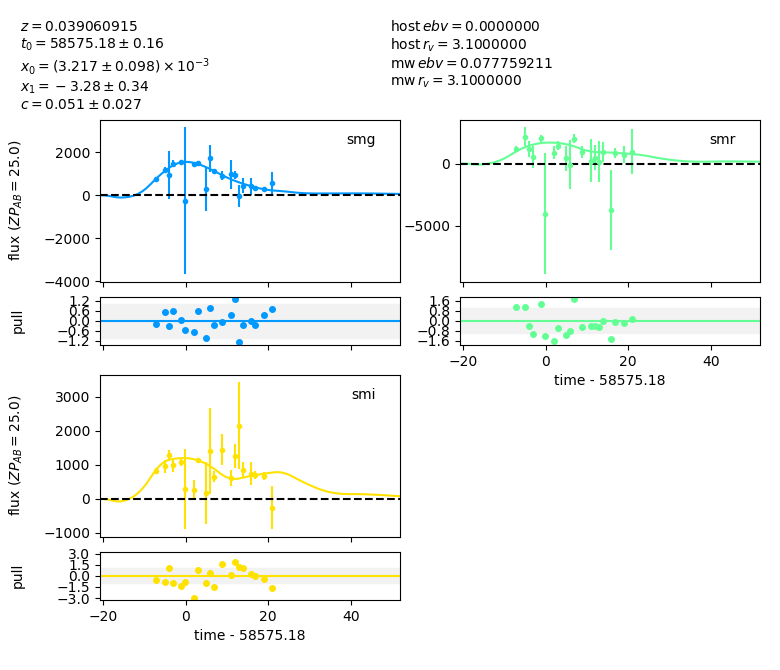 z = 0.039060915
t₀ = 58575.18 ± 0.16
x₀ = (3.217 ± 0.098) × 10⁻³
x₁ = −3.28 ± 0.34
c = 0.051 ± 0.027
host ebv = 0.0000000
host r_v = 3.1000000
mw ebv = 0.077759211
mw r_v = 3.1000000
flux (ZP_AB = 25.0)
2000
0
−2000
−4000
smg
0
−5000
smr
pull
1.2
0.6
0.0
−0.6
−1.2
1.6
0.8
0.0
−0.8
−1.6
−20
0
20
40
time - 58575.18
flux (ZP_AB = 25.0)
3000
2000
1000
0
−1000
smi
pull
3.0
1.5
0.0
−1.5
−3.0
−20
0
20
40
time - 58575.18